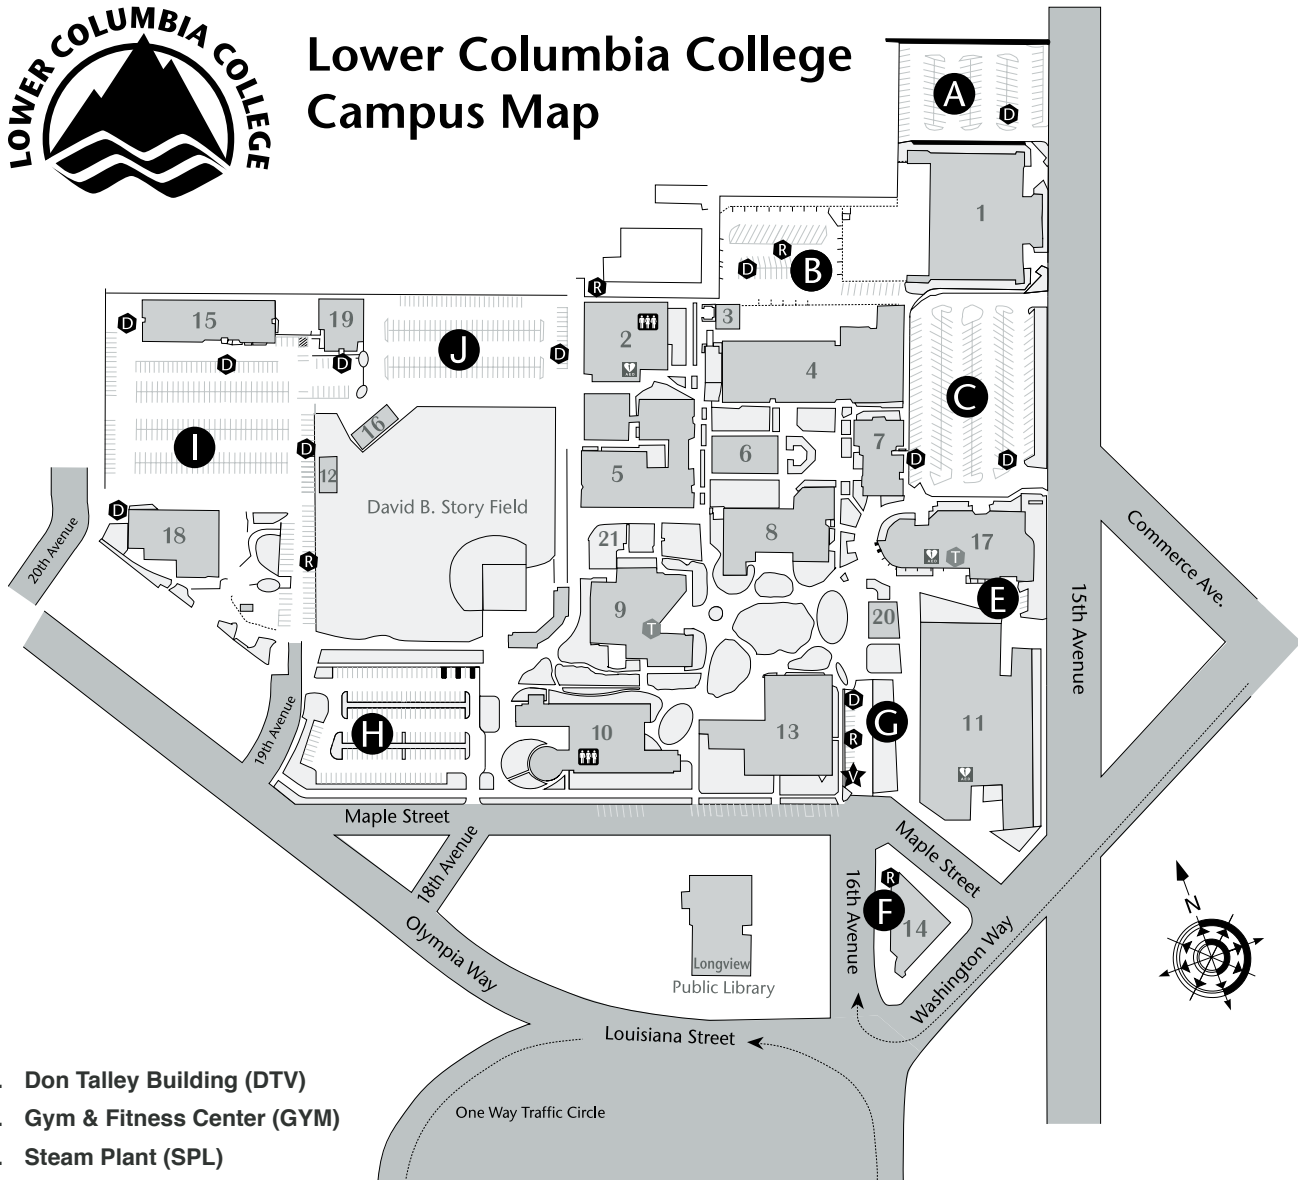 LOWER COLUMBIA COLLEGE
Lower Columbia College
Campus Map
A
D
1
R
D
B
R
D
15
19
2
3
4
J
D
D
D
C
I
16
7
6
D
D
D
12
5
David B. Story Field
D
18
21
8
17
T
20th Avenue
R
Commerce Ave.
E
9
T
20
15th Avenue
D
G
19th Avenue
H
10
13
R
11
V
Maple Street
18th Avenue
Maple Street
16th Avenue
R
F
14
N
Olympia Way
Longview
Public Library
Washington Way
Louisiana Street
One Way Traffic Circle
. Don Talley Building (DTV)
. Gym & Fitness Center (GYM)
. Steam Plant (SPL)